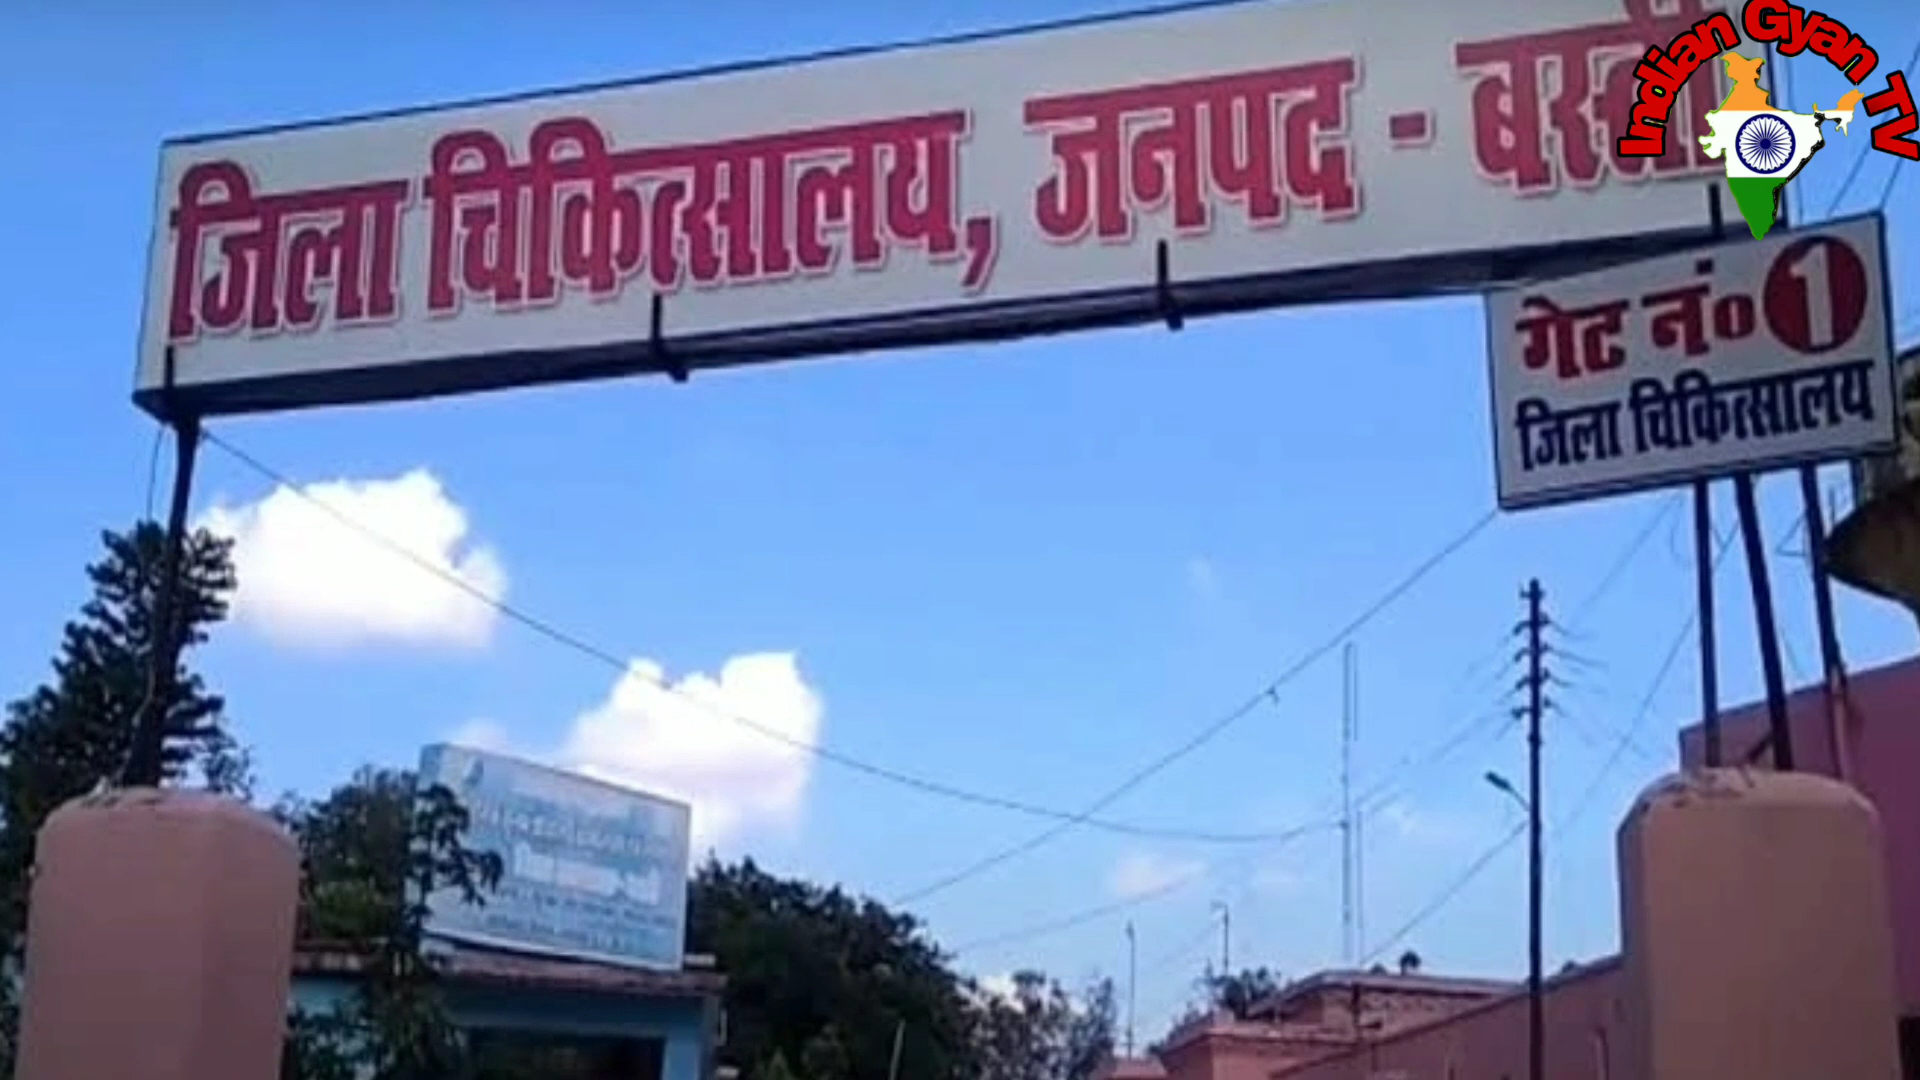 जिला चिकित्सालय, जनपद - बस्ती
Indian Gyan TV
गेट नं० 1
जिला चिकित्सालय